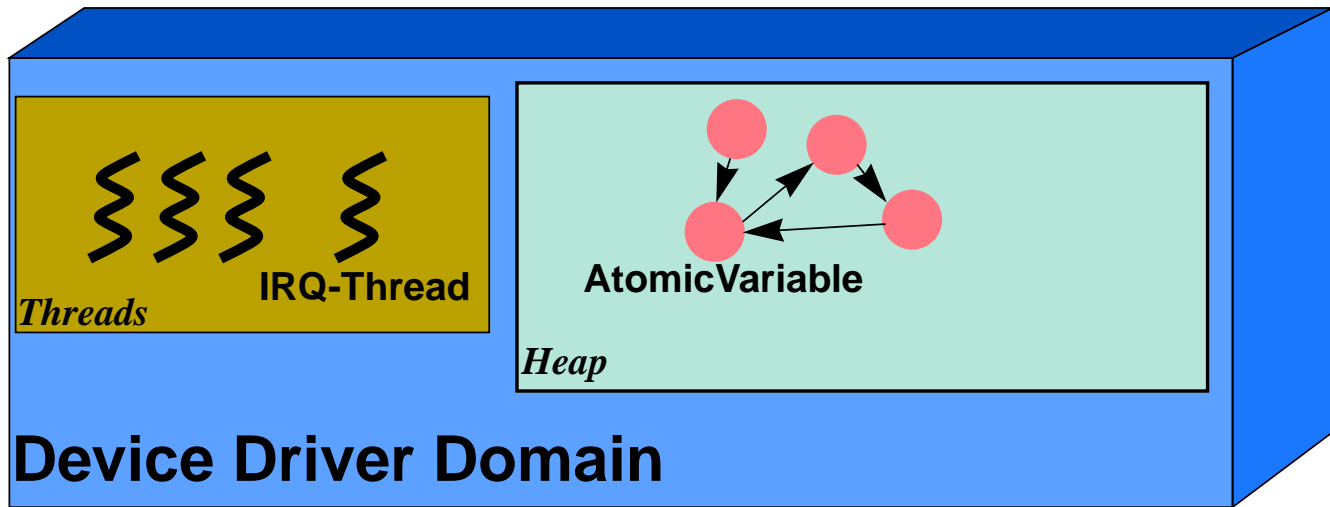 IRQ-Thread
Threads
AtomicVariable
Heap
Device Driver Domain